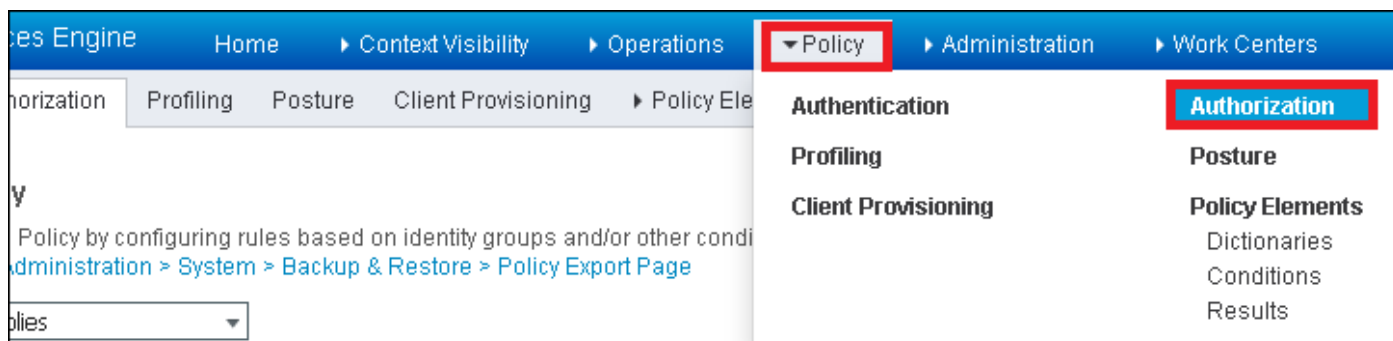 ces Engine Home Context Visibility Operations Policy Administration Work Centers
horization Profiling Posture Client Provisioning Policy Ele
Authentication Authorization
Profiling Posture
Client Provisioning Policy Elements
Dictionaries
Conditions
Results
y
Policy by configuring rules based on identity groups and/or other condi
Administration > System > Backup & Restore > Policy Export Page
plies